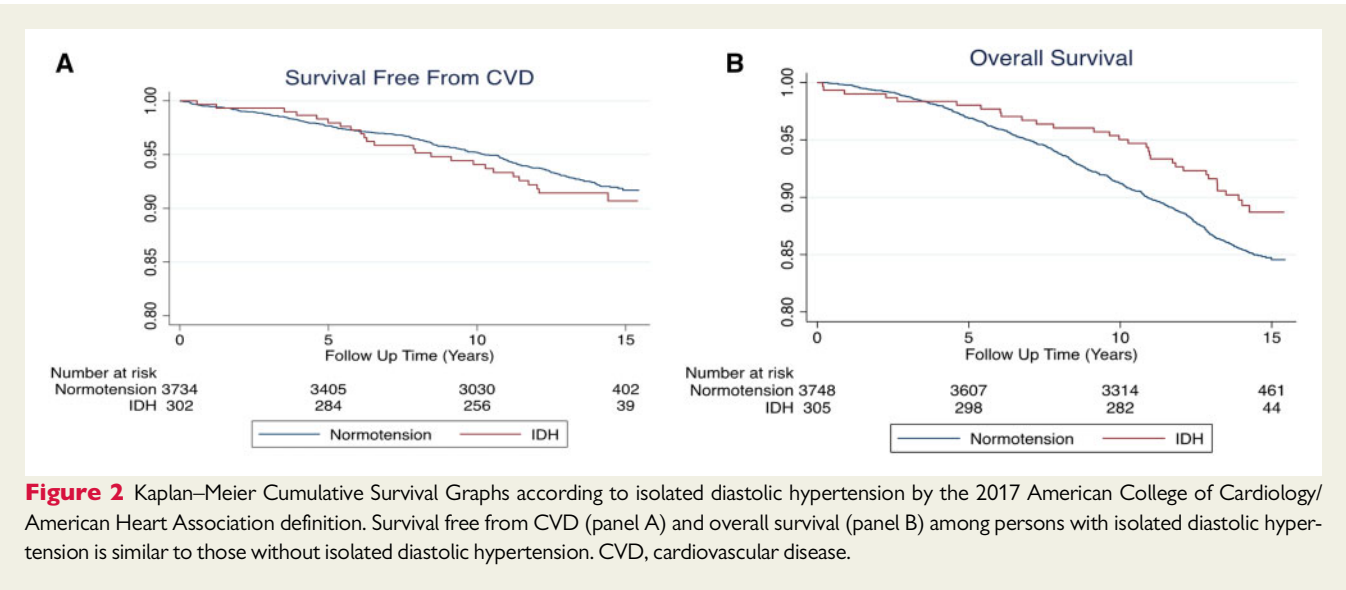 A
Survival Free From CVD
1.00
0.95
0.90
0.85
0.80
0 5 10 15
Follow Up Time (Years)
Number at risk
Normotension 3734 3405 3030 402
IDH 302 284 256 39
Normotension IDH
B
Overall Survival
1.00
0.95
0.90
0.85
0.80
0 5 10 15
Follow Up Time (Years)
Number at risk
Normotension 3748 3607 3314 461
IDH 305 298 282 44
Normotension IDH
Figure 2 Kaplan–Meier Cumulative Survival Graphs according to isolated diastolic hypertension by the 2017 American College of Cardiology/
American Heart Association definition. Survival free from CVD (panel A) and overall survival (panel B) among persons with isolated diastolic hyper-
tension is similar to those without isolated diastolic hypertension. CVD, cardiovascular disease.